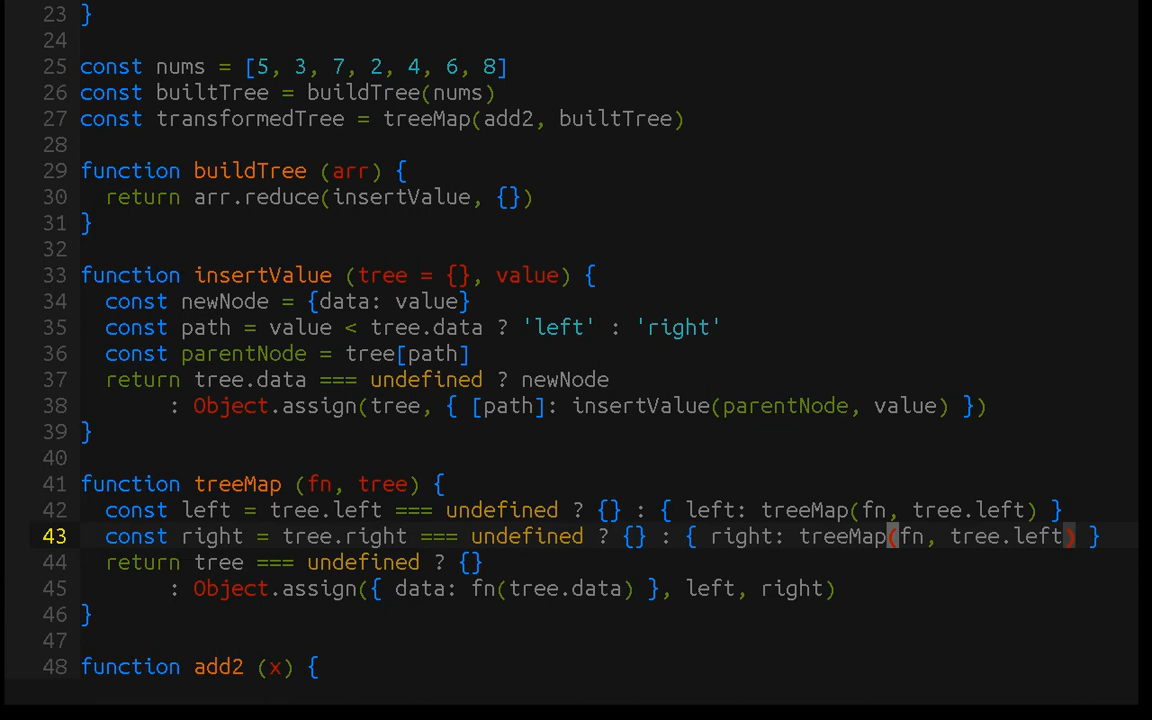 23 }
24
25 const nums = [5, 3, 7, 2, 4, 6, 8]
26 const builtTree = buildTree(nums)
27 const transformedTree = treeMap(add2, builtTree)
28
29 function buildTree (arr) {
30   return arr.reduce(insertValue, {})
31 }
32
33 function insertValue (tree = {}, value) {
34   const newNode = {data: value}
35   const path = value < tree.data ? 'left' : 'right'
36   const parentNode = tree[path]
37   return tree.data === undefined ? newNode
38        : Object.assign(tree, { [path]: insertValue(parentNode, value) })
39 }
40
41 function treeMap (fn, tree) {
42   const left = tree.left === undefined ? {} : { left: treeMap(fn, tree.left) }
43   const right = tree.right === undefined ? {} : { right: treeMap(fn, tree.left) }
44   return tree === undefined ? {}
45        : Object.assign({ data: fn(tree.data) }, left, right)
46 }
47
48 function add2 (x) {